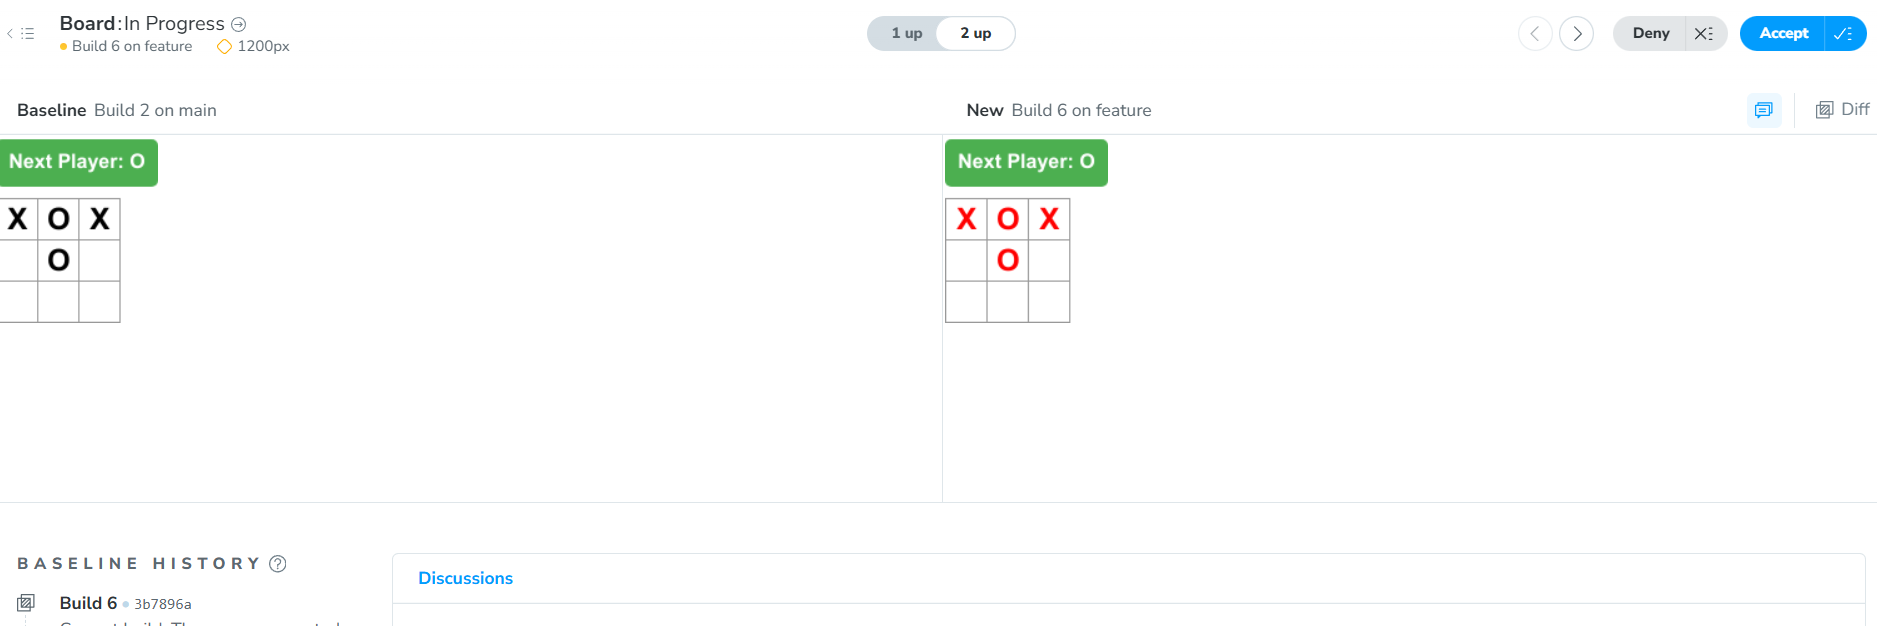 Board: In Progress
Build 6 on feature 1200px
1 up 2 up
Deny
Accept
Baseline Build 2 on main
New Build 6 on feature
Diff
Next Player: O
X O X
O
Next Player: O
X O X
O
BASELINE HISTORY ?
Build 6 3b7896a
Discussions